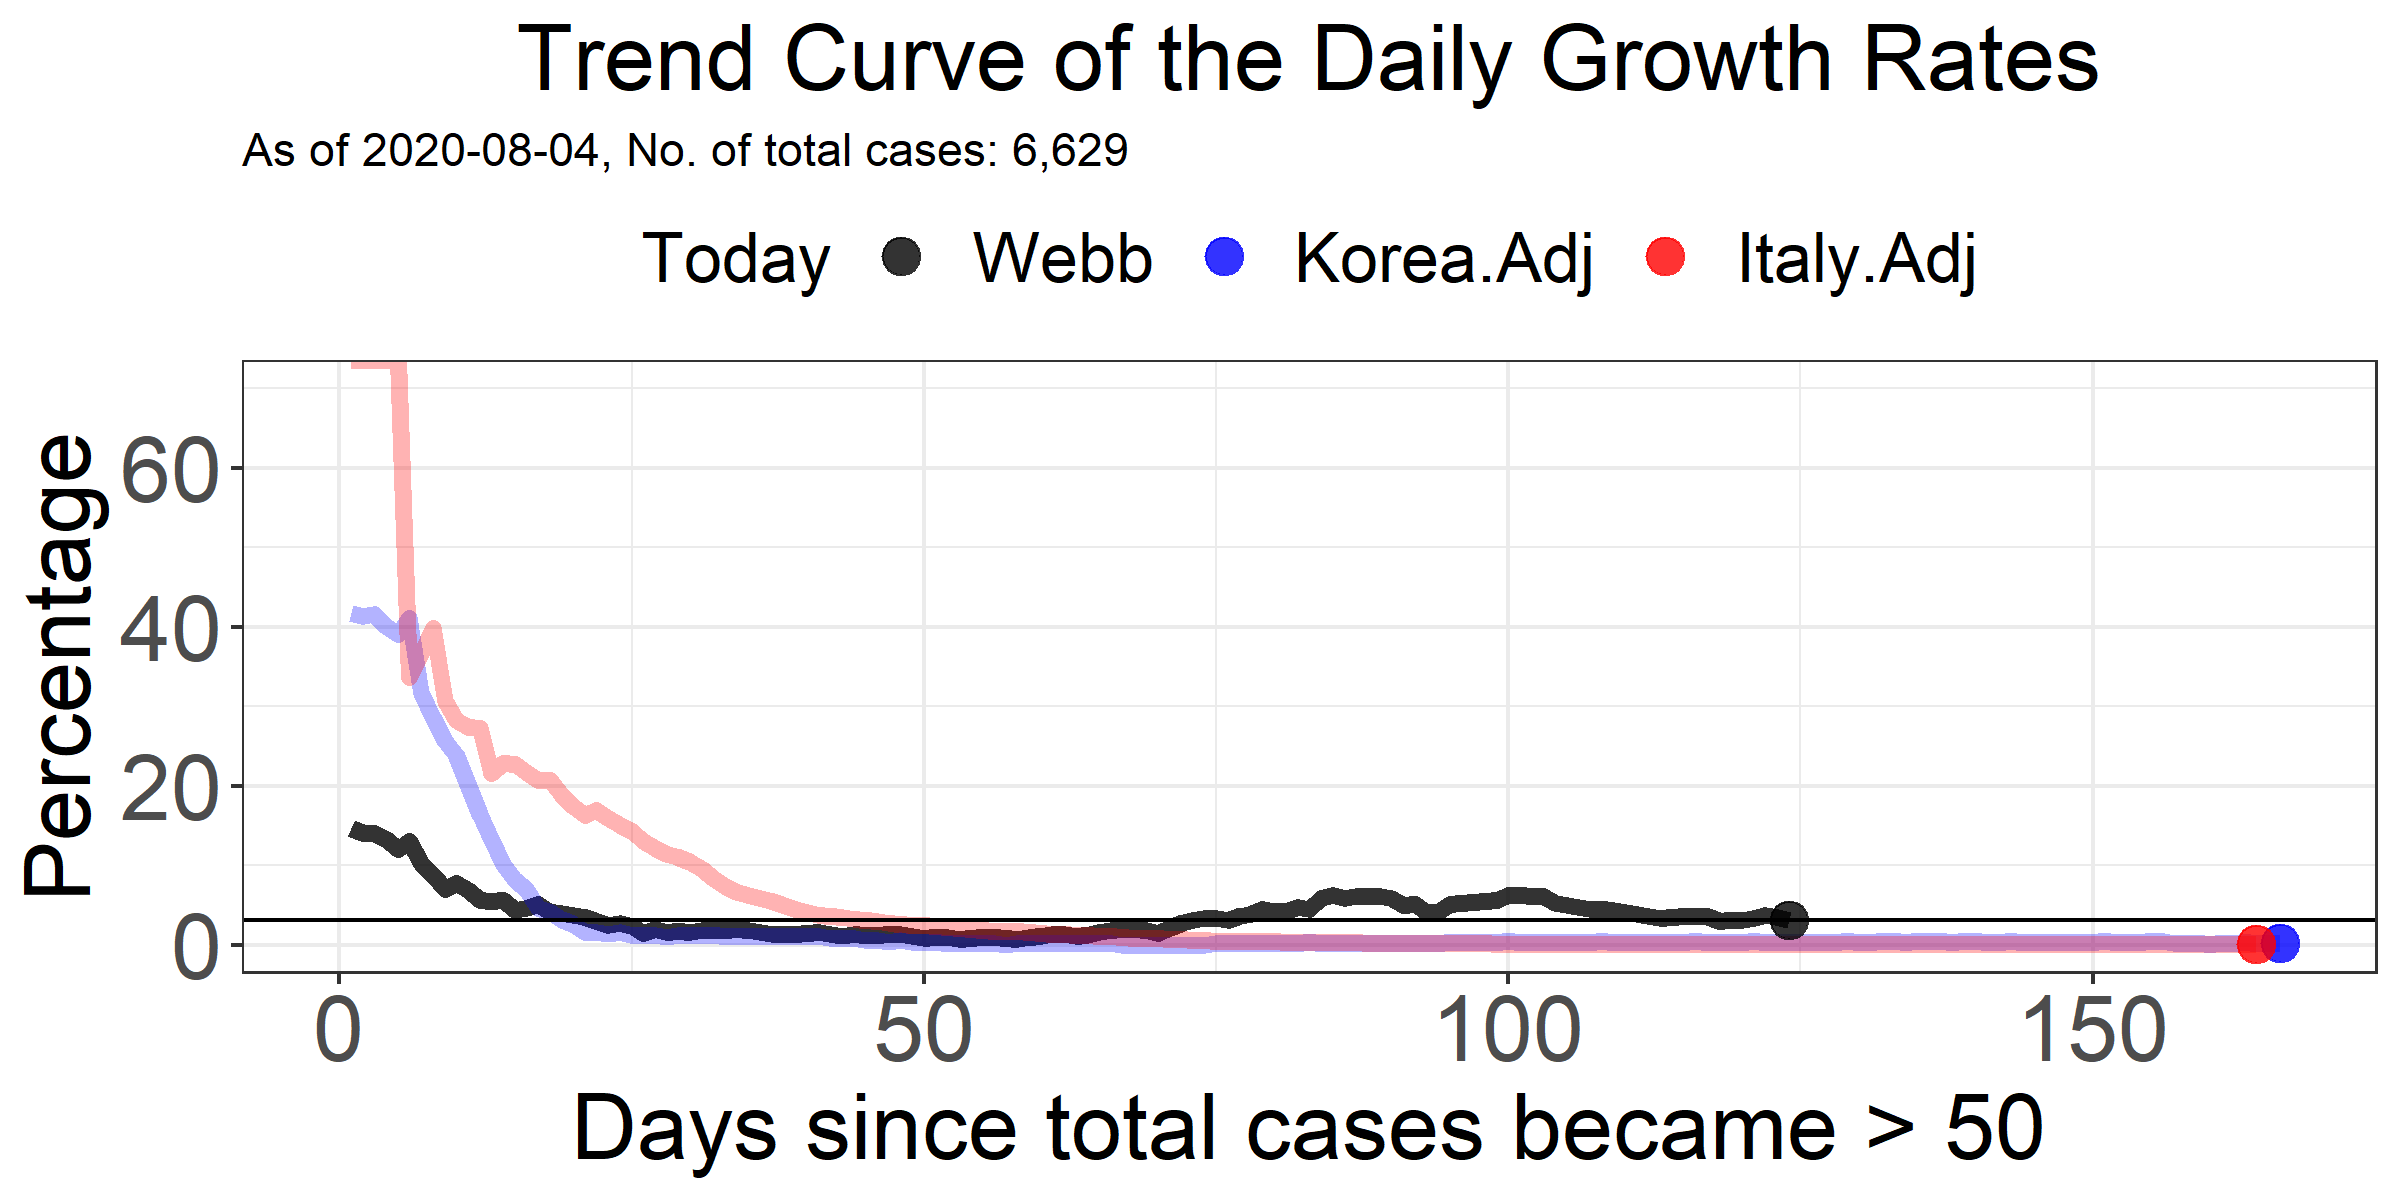 Trend Curve of the Daily Growth Rates
As of 2020-08-04, No. of total cases: 6,629
Today Webb Korea.Adj Italy.Adj
Percentage
60
40
20
0
0 50 100 150
Days since total cases became > 50